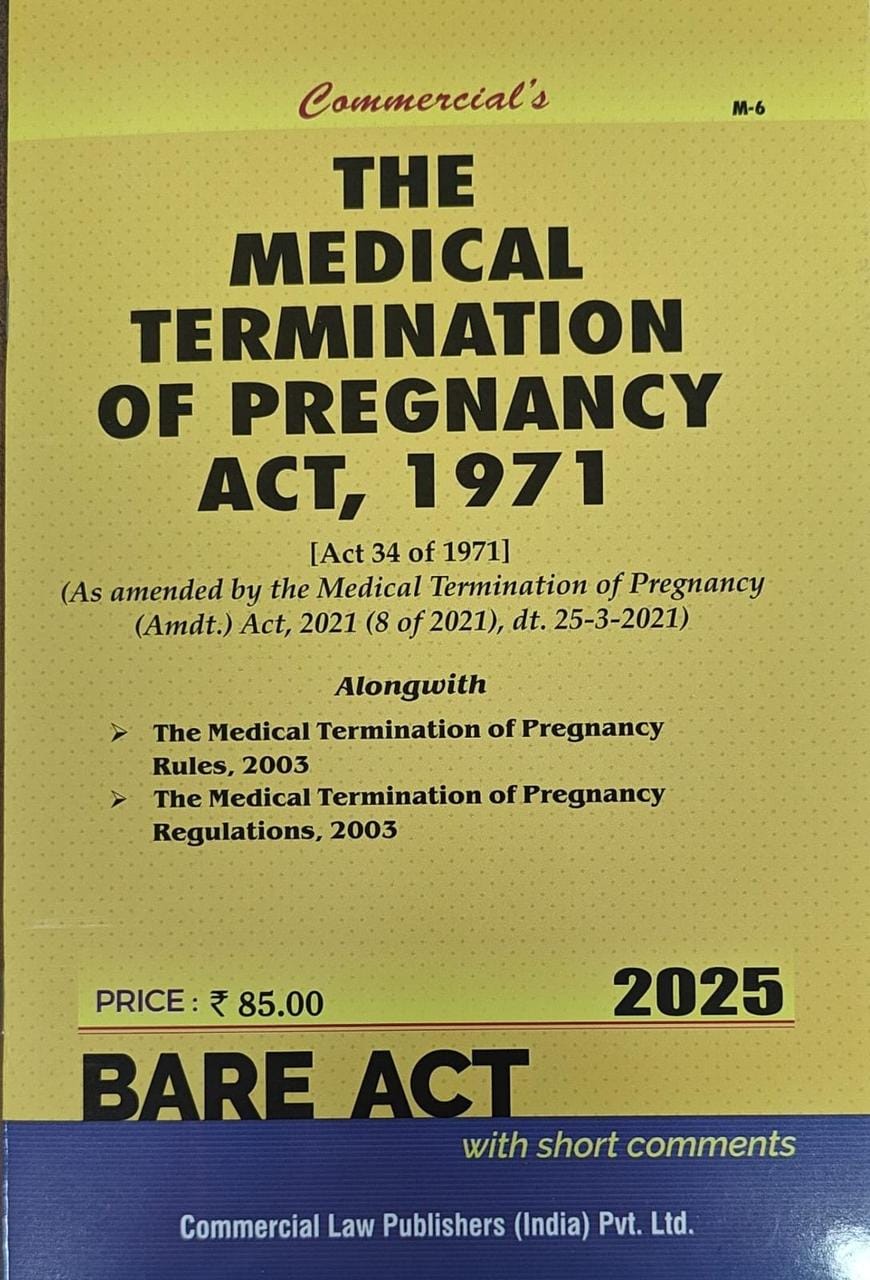 Commercial's
M-6
THE
MEDICAL
TERMINATION
OF PREGNANCY
ACT, 1971
[Act 34 of 1971]
(As amended by the Medical Termination of Pregnancy
(Amdt.) Act, 2021 (8 of 2021), dt. 25-3-2021)
Alongwith
➢ The Medical Termination of Pregnancy
Rules, 2003
➢ The Medical Termination of Pregnancy
Regulations, 2003
PRICE : ₹ 85.00
2025
BARE ACT
with short comments
Commercial Law Publishers (India) Pvt. Ltd.